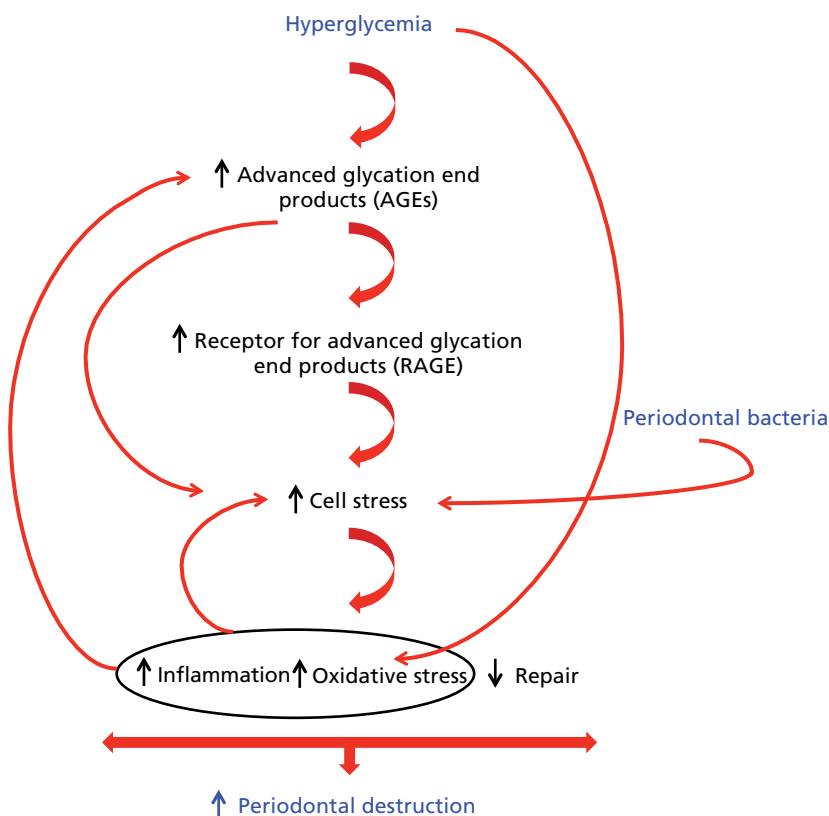 Hyperglycemia
↑ Advanced glycation end
products (AGEs)
↑ Receptor for advanced glycation
end products (RAGE)
Periodontal bacteria
↑ Cell stress
↑ Inflammation ↑ Oxidative stress ↓ Repair
↑ Periodontal destruction